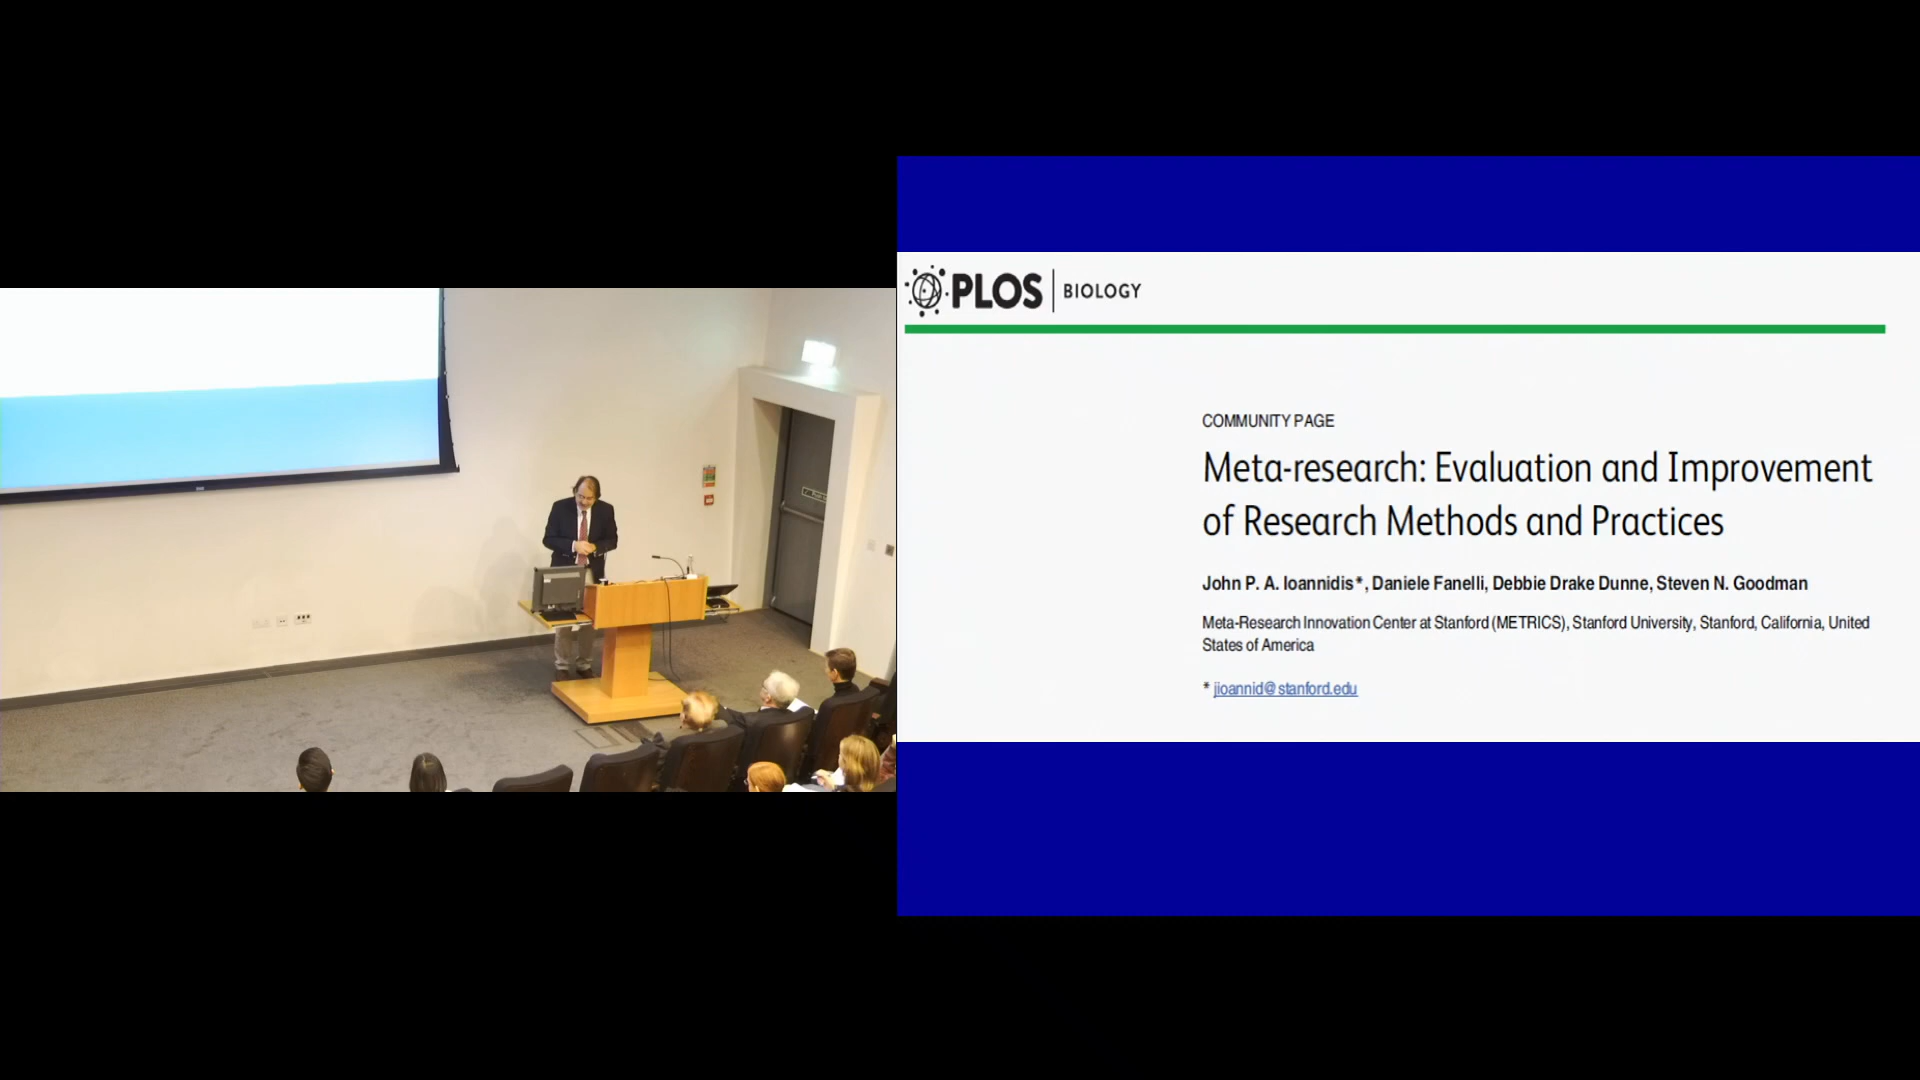 PLOS BIOLOGY
COMMUNITY PAGE
Meta-research: Evaluation and Improvement
of Research Methods and Practices
John P. A. Ioannidis*, Daniele Fanelli, Debbie Drake Dunne, Steven N. Goodman
Meta-Research Innovation Center at Stanford (METRICS), Stanford University, Stanford, California, United
States of America
* jioannid@stanford.edu